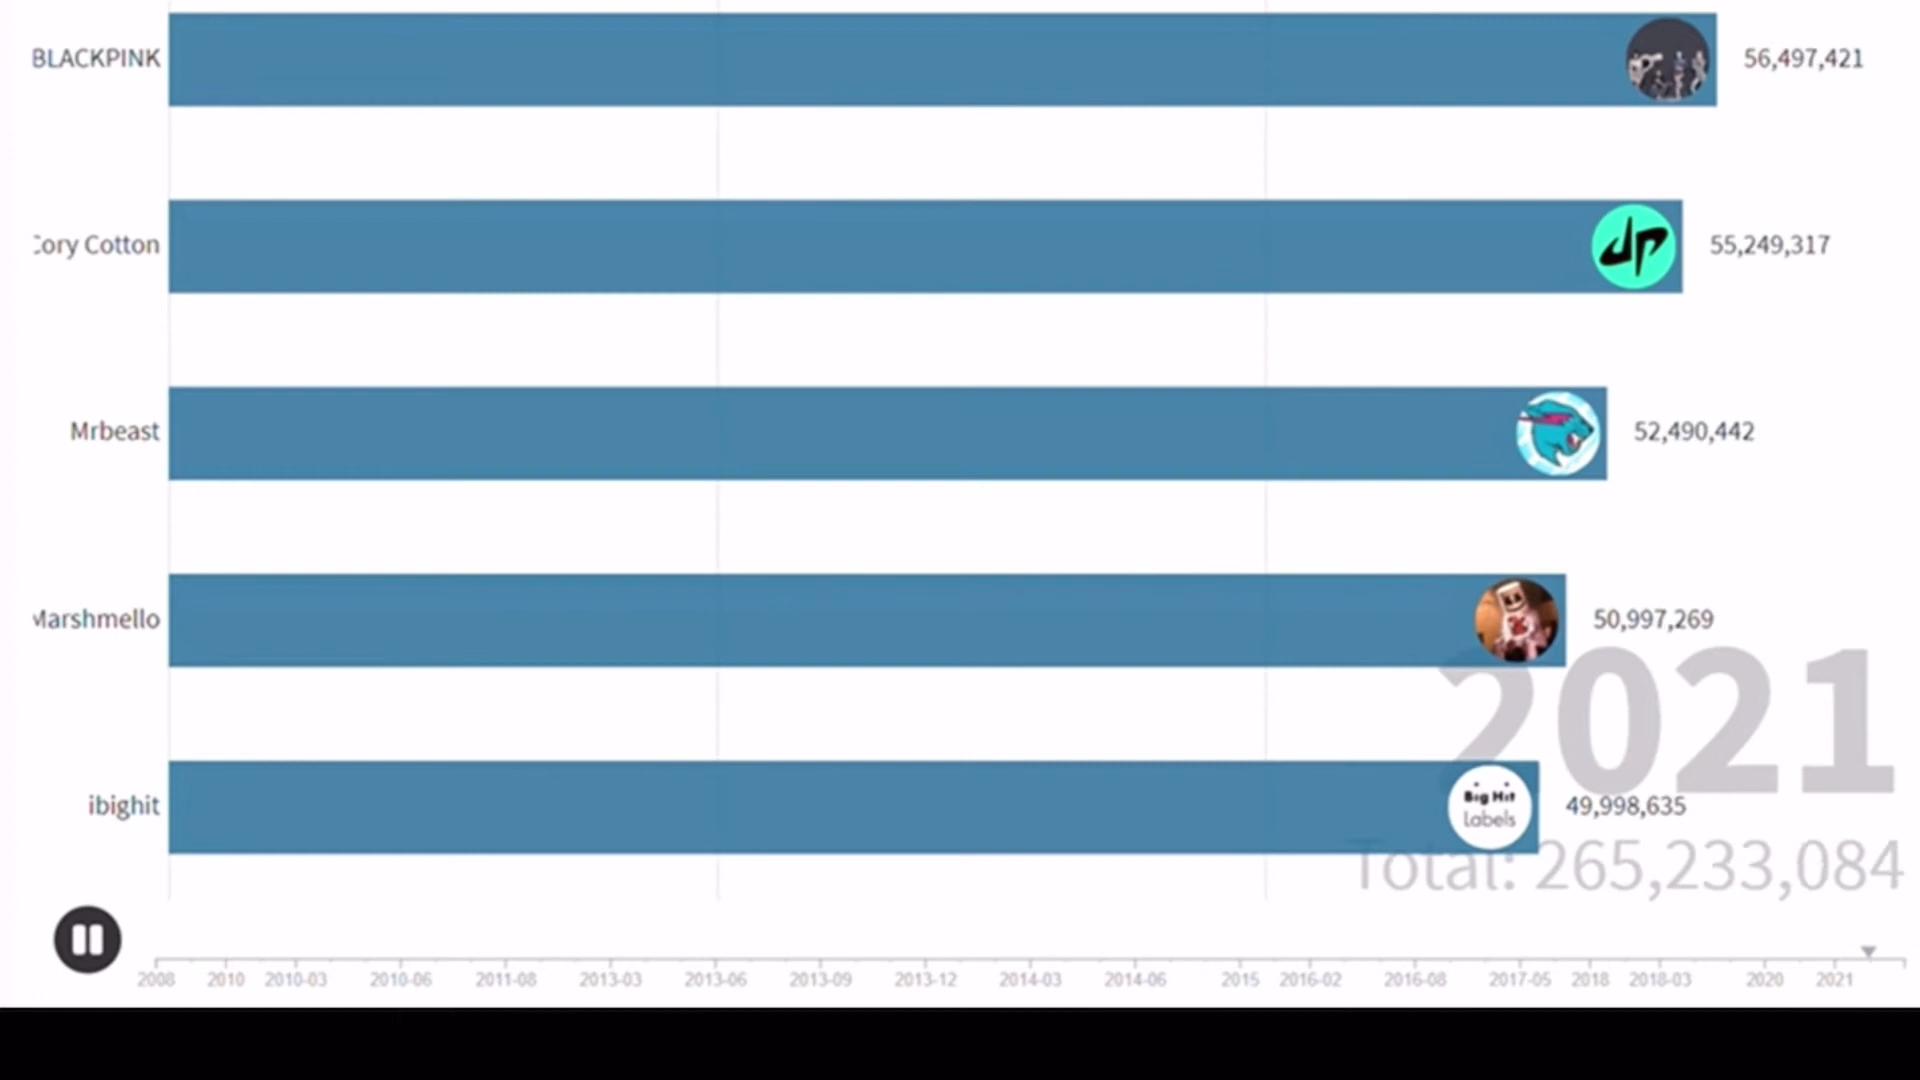 BLACKPINK 56,497,421
Cory Cotton dp 55,249,317
Mrbeast 52,490,442
Marshmello 50,997,269
2021
ibighit Big Hit Labels 49,998,635
Total: 265,233,084
2008 2010 2010-03 2010-06 2011-08 2013-03 2013-06 2013-09 2013-12 2014-03 2014-06 2015 2016-02 2016-08 2017-05 2018 2018-03 2020 2021